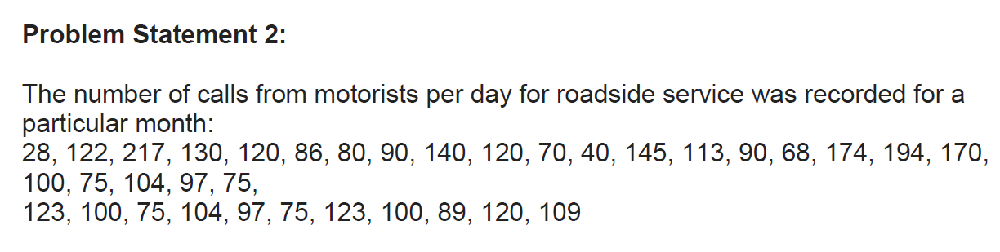 Problem Statement 2:
The number of calls from motorists per day for roadside service was recorded for a
particular month:
28, 122, 217, 130, 120, 86, 80, 90, 140, 120, 70, 40, 145, 113, 90, 68, 174, 194, 170,
100, 75, 104, 97, 75,
123, 100, 75, 104, 97, 75, 123, 100, 89, 120, 109